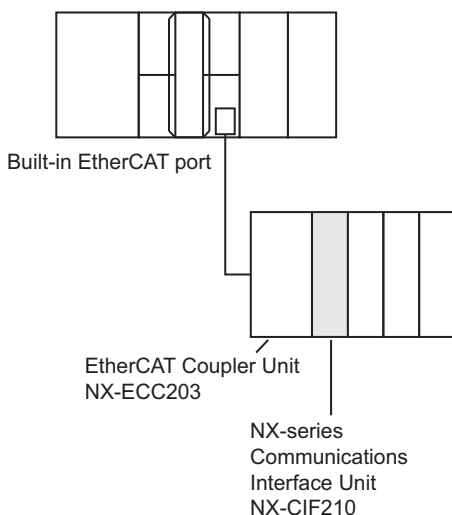 Built-in EtherCAT port
EtherCAT Coupler Unit
NX-ECC203
NX-series
Communications
Interface Unit
NX-CIF210